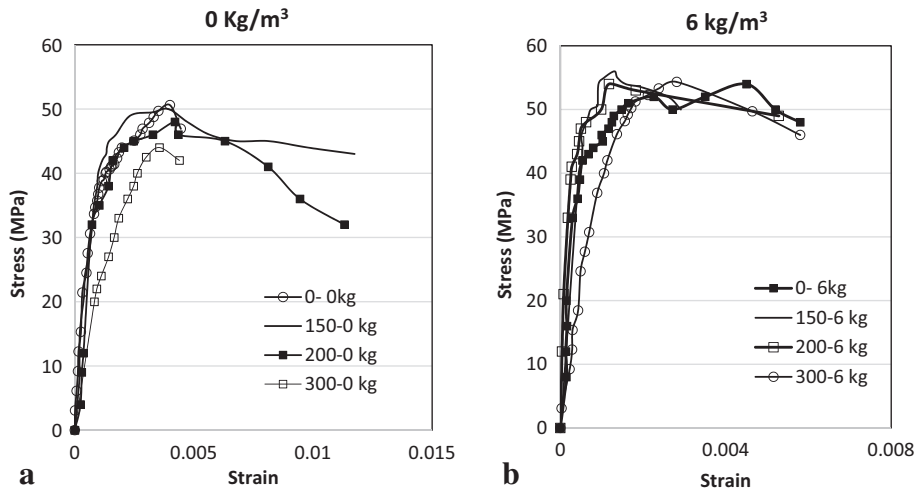 0 Kg/m³
60
50
40
30
20
10
0
Stress (MPa)
0- 0kg
150-0 kg
200-0 kg
300-0 kg
0
0.005
0.01
0.015
Strain
a
6 kg/m³
60
50
40
30
20
10
0
Stress (MPa)
0- 6kg
150-6 kg
200-6 kg
300-6 kg
0
0.004
0.008
Strain
b